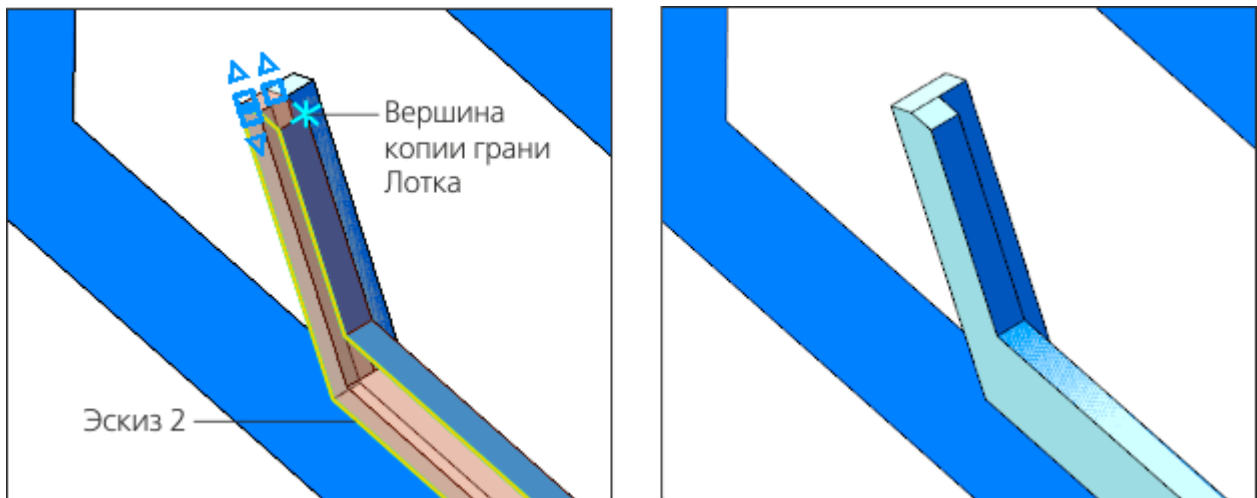 Вершина
копии грани
Лотка
Эскиз 2